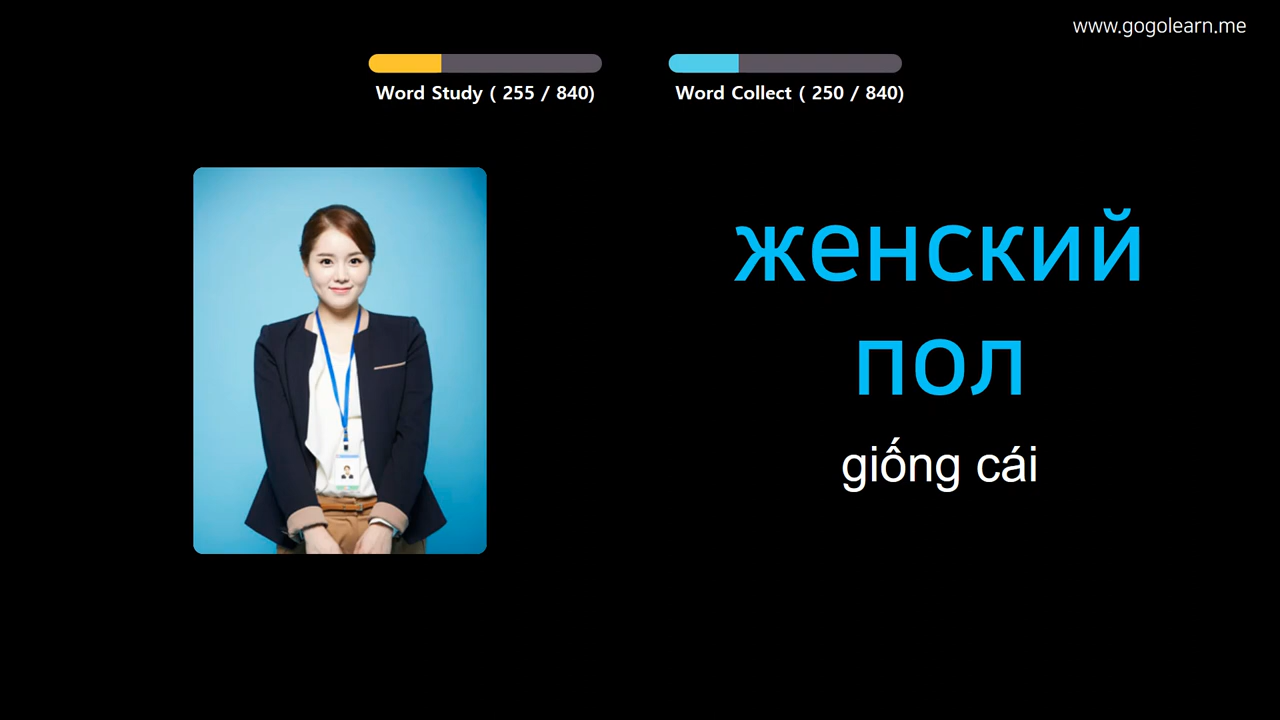 www.gogolearn.me
Word Study ( 255 / 840)
Word Collect ( 250 / 840)
женский
пол
giống cái